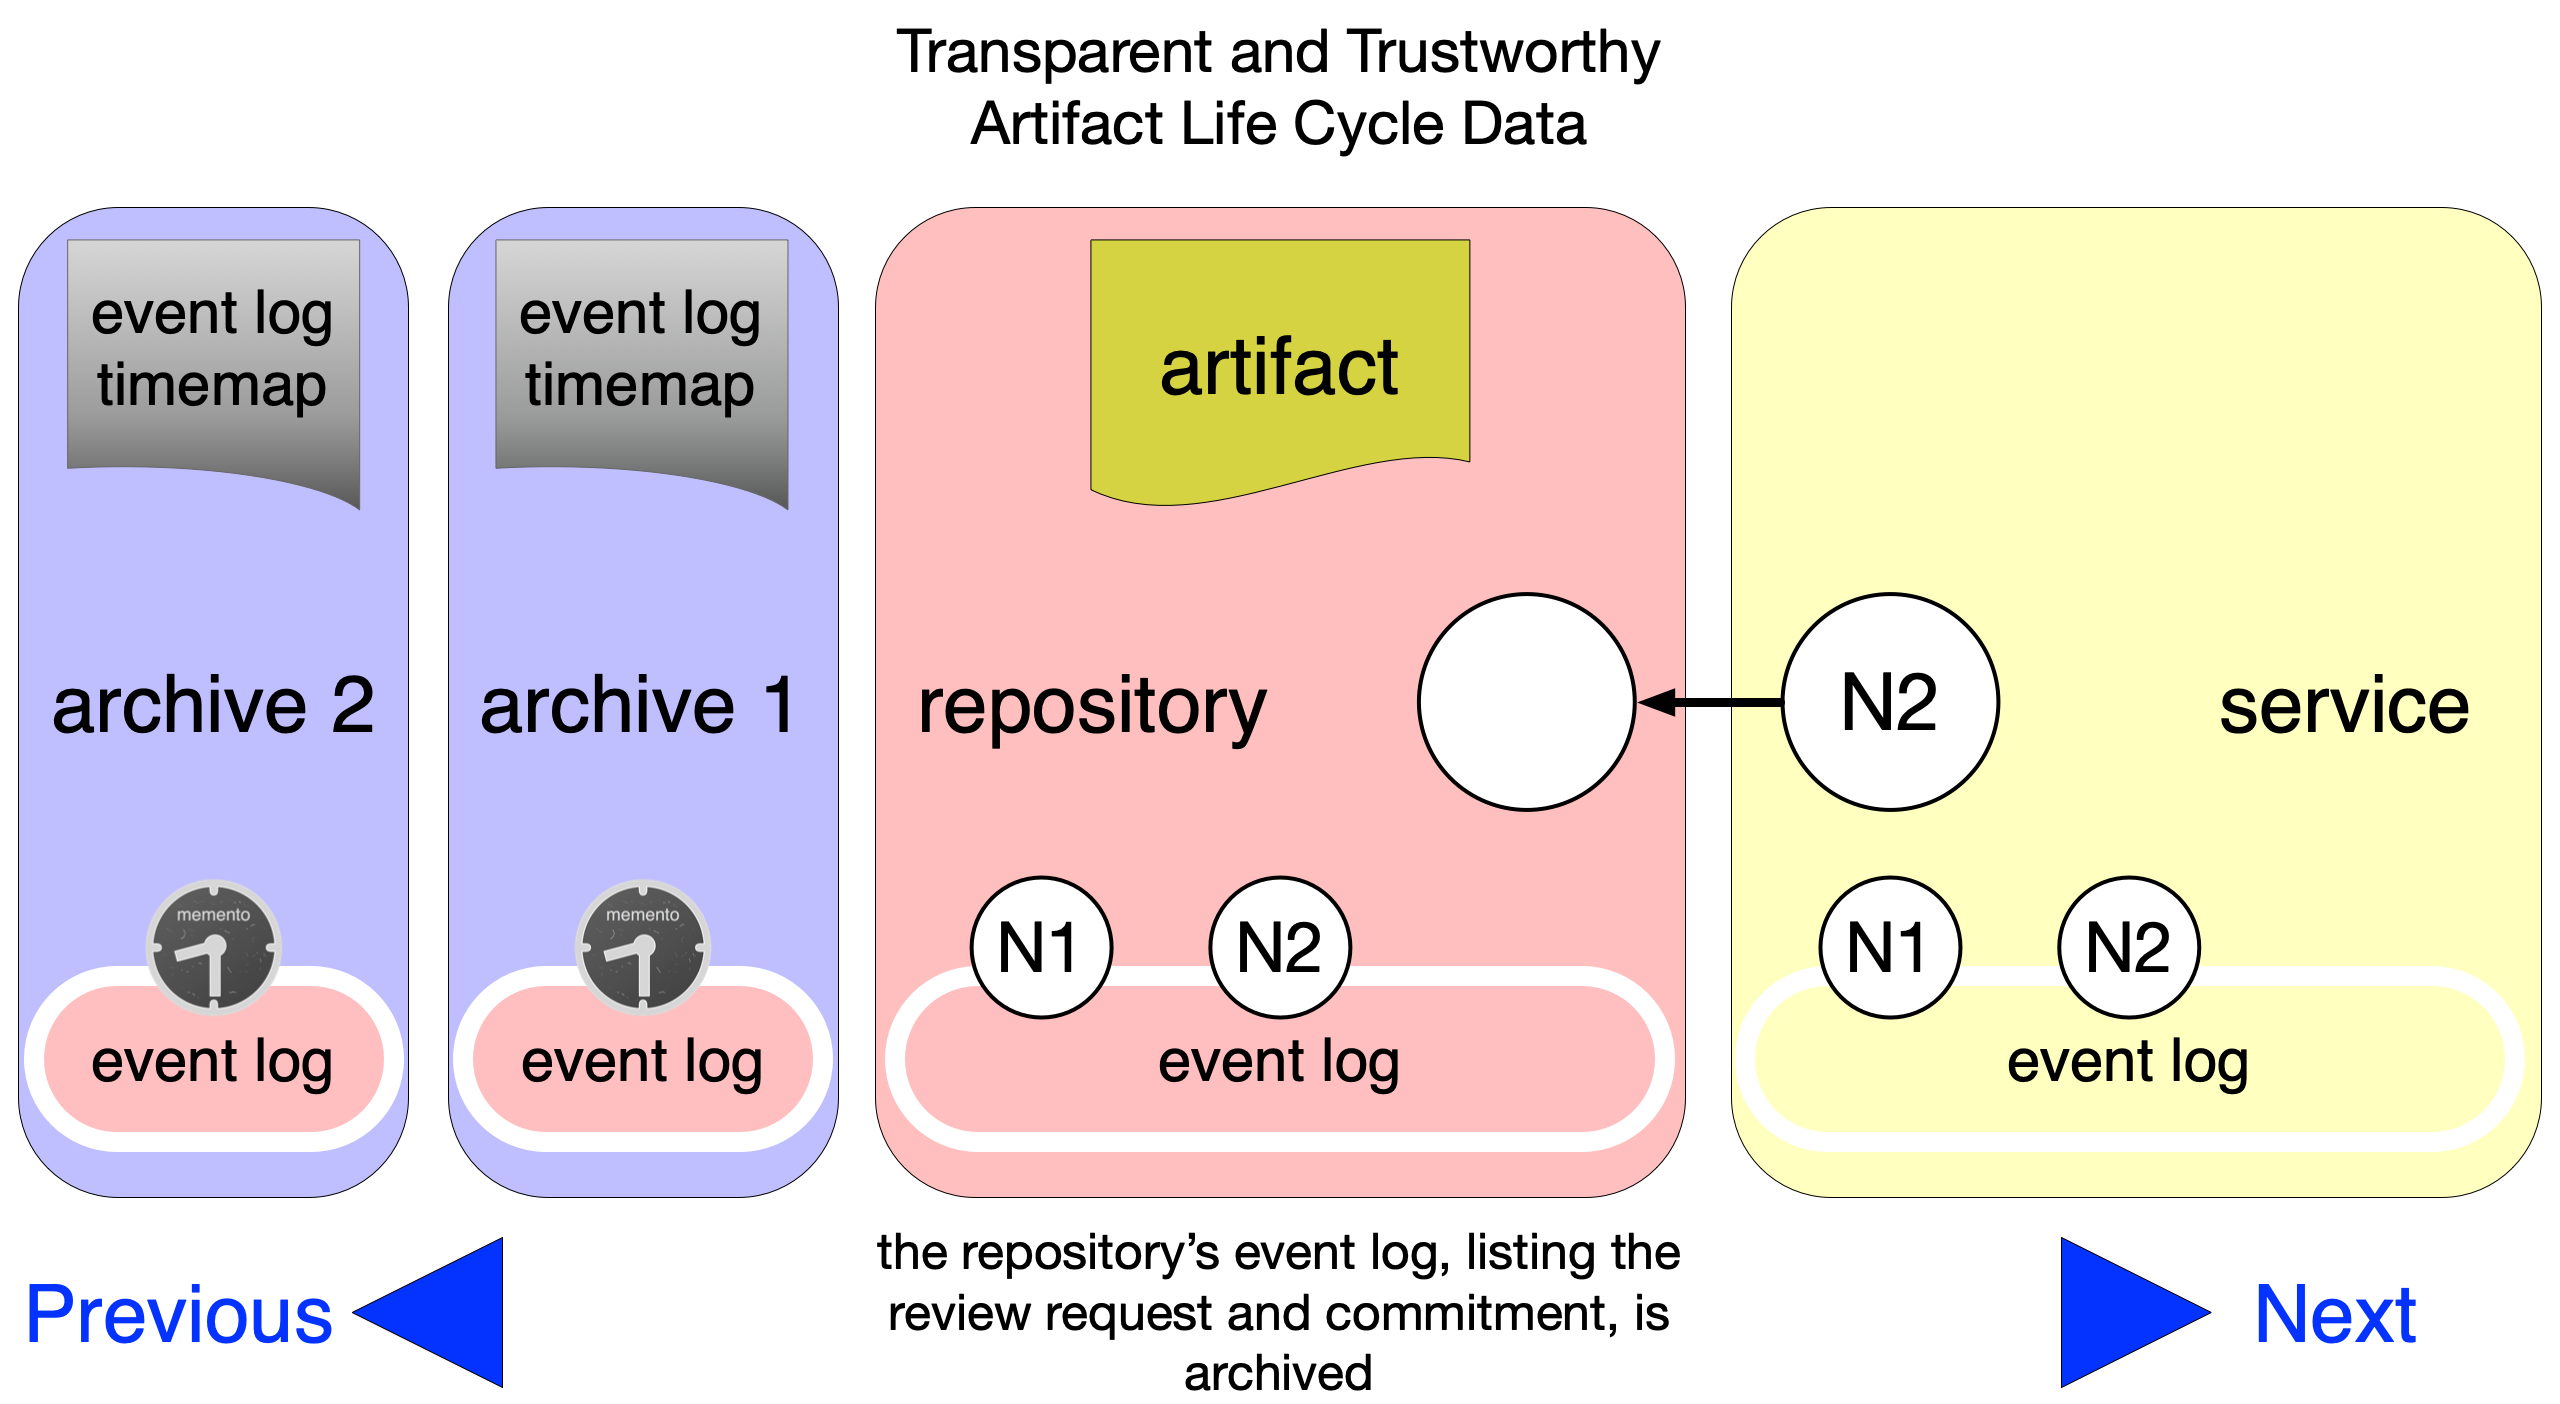 Transparent and Trustworthy
Artifact Life Cycle Data
event log
timemap
event log
timemap
artifact
archive 2
archive 1
repository
N2
service
memento
memento
N1
N2
N1
N2
event log
event log
event log
event log
the repository’s event log, listing the
review request and commitment, is
archived
Previous
Next